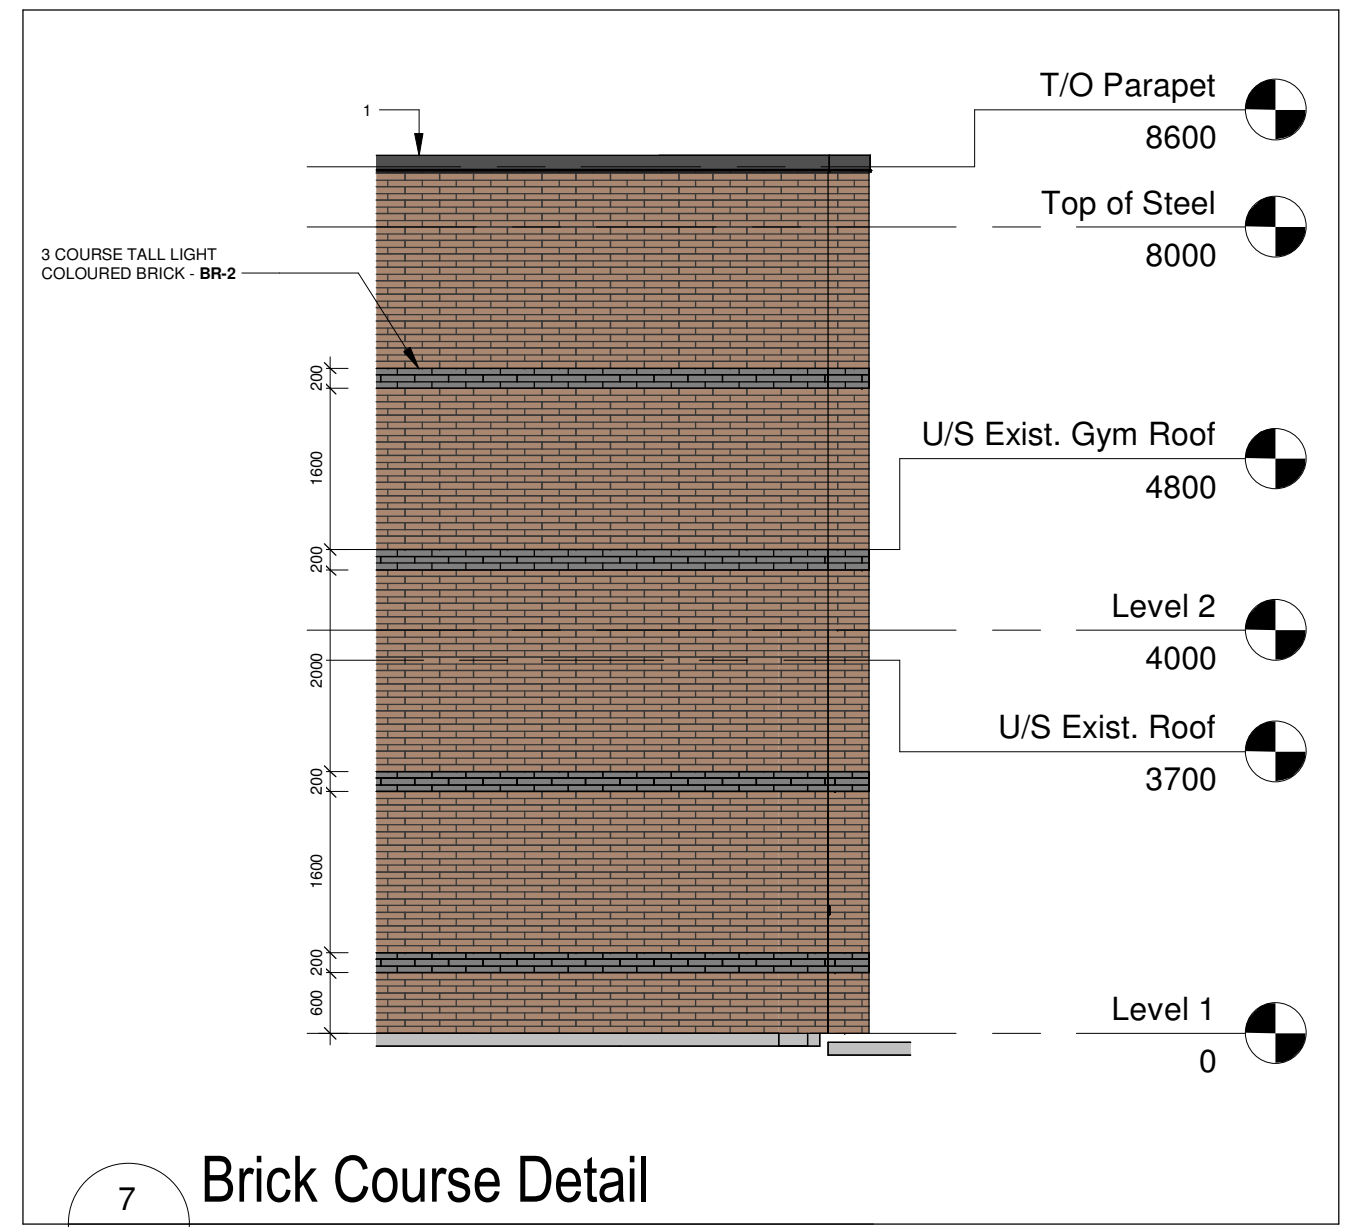 T/O Parapet
8600
1
Top of Steel
8000
3 COURSE TALL LIGHT
COLOURED BRICK - BR-2
200
1600
U/S Exist. Gym Roof
4800
200
Level 2
4000
2000
U/S Exist. Roof
3700
200
1600
200
600
Level 1
0
7
Brick Course Detail